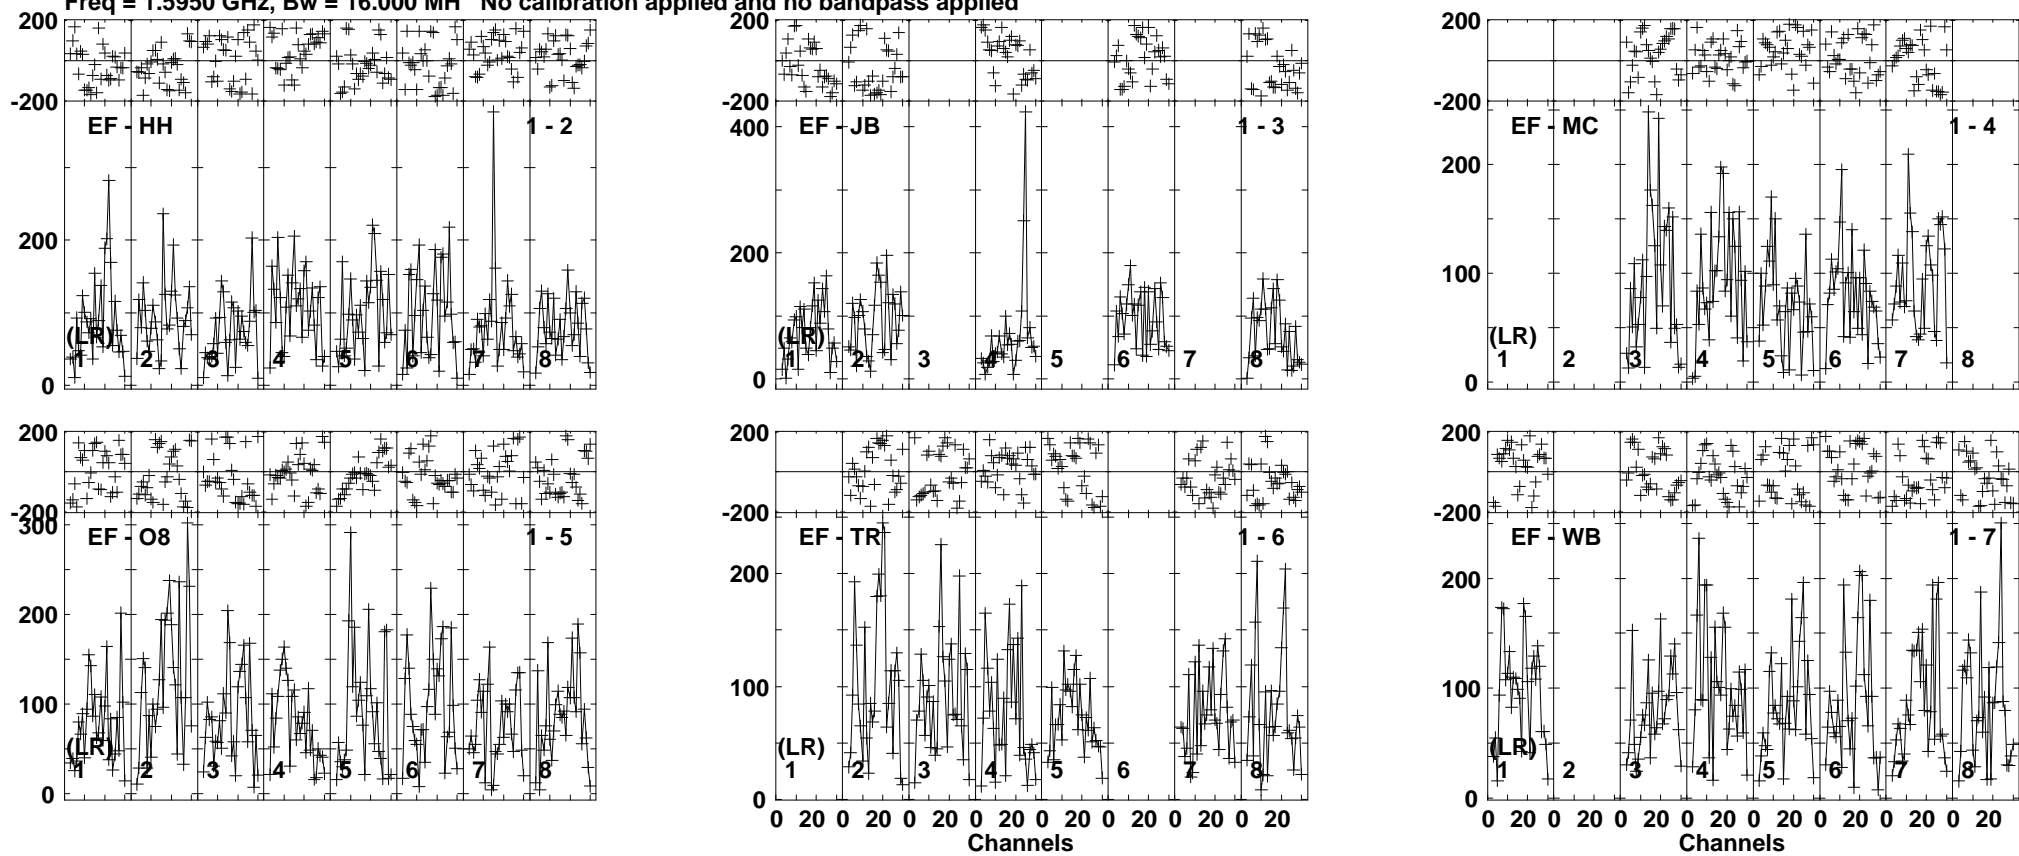 Freq = 1.5950 GHz, Bw = 16.000 MH No calibration applied and no bandpass applied
200 200 200
-200 -200 -200
EF - HH 1 - 2 EF - JB 1 - 3 EF - MC 1 - 4
400
200
200 200
100
(LR) (LR) (LR)
1 2 3 4 5 6 7 8 1 2 3 4 5 6 7 8 1 2 3 4 5 6 7 8
0 0 0
200 200 200
-200 -200 -200
300
EF - O8 1 - 5 EF - TR 1 - 6 EF - WB 1 - 7
200 200 200
100 100 100
(LR) (LR) (LR)
1 2 3 4 5 6 7 8 1 2 3 4 5 6 7 8 1 2 3 4 5 6 7 8
0 0 0
0 20 0 20 0 20 0 20 0 20 0 20 0 20 0 20 0 20 0 20 0 20 0 20 0 20 0 20 0 20 0 20
Channels Channels